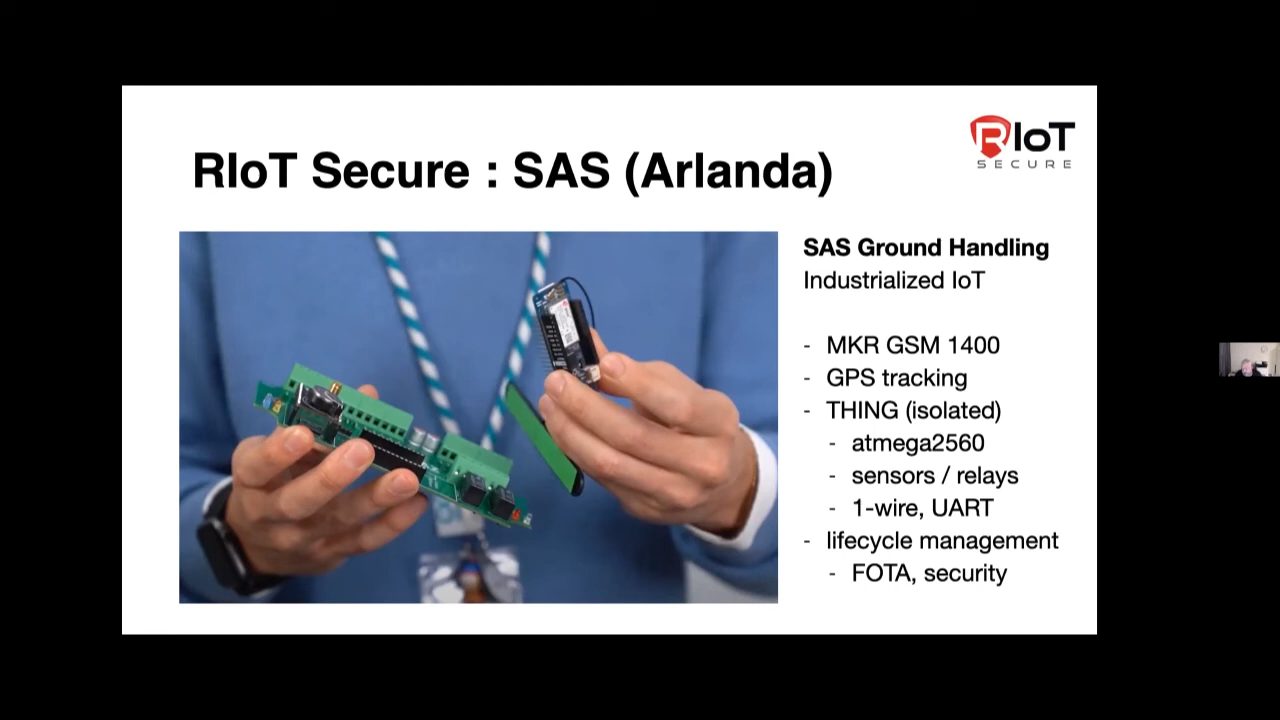 RIoT
SECURE
RIoT Secure : SAS (Arlanda)
SAS Ground Handling
Industrialized IoT
- MKR GSM 1400
- GPS tracking
- THING (isolated)
- atmega2560
- sensors / relays
- 1-wire, UART
- lifecycle management
- FOTA, security